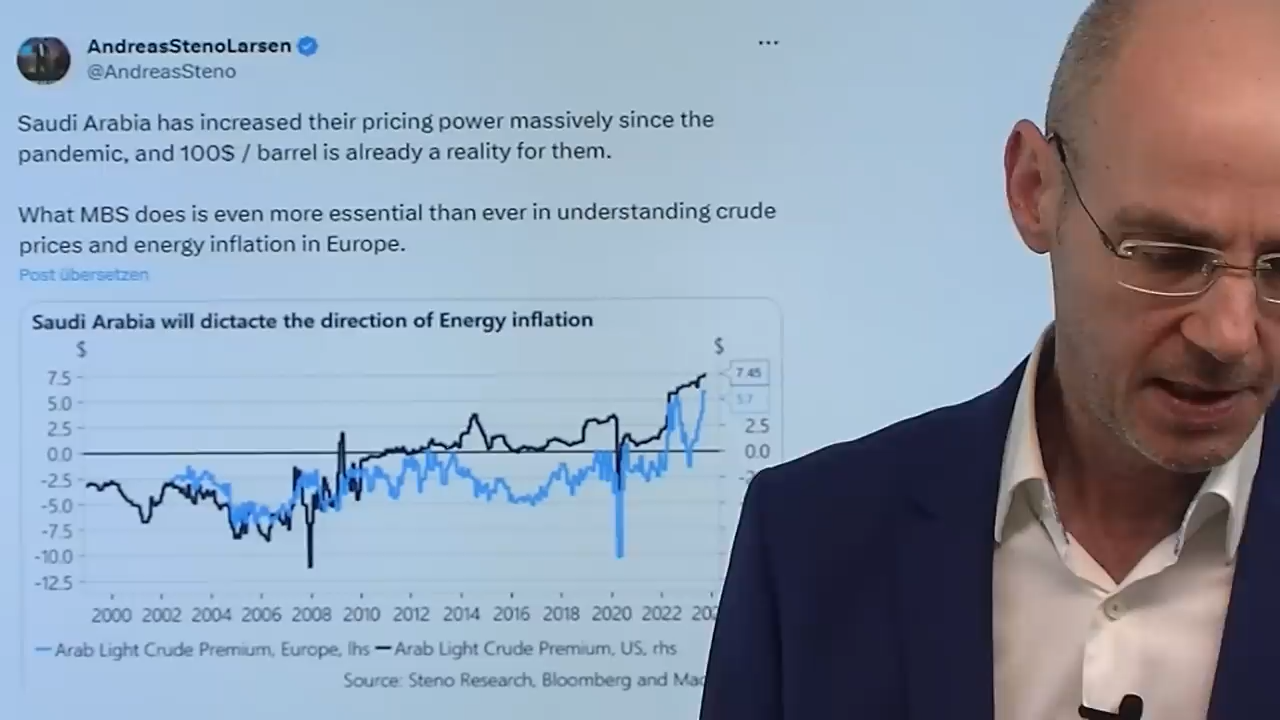 AndreasStenoLarsen
@AndreasSteno
Saudi Arabia has increased their pricing power massively since the
pandemic, and 100$ / barrel is already a reality for them.
What MBS does is even more essential than ever in understanding crude
prices and energy inflation in Europe.
Post übersetzen
Saudi Arabia will dictacte the direction of Energy inflation
$ $
7.5 7.45
5.0 5.7
2.5 2.5
0.0 0.0
-2.5
-5.0
-7.5
-10.0
-12.5
2000 2002 2004 2006 2008 2010 2012 2014 2016 2018 2020 2022
Arab Light Crude Premium, Europe, lhs Arab Light Crude Premium, US, rhs
Source: Steno Research, Bloomberg and